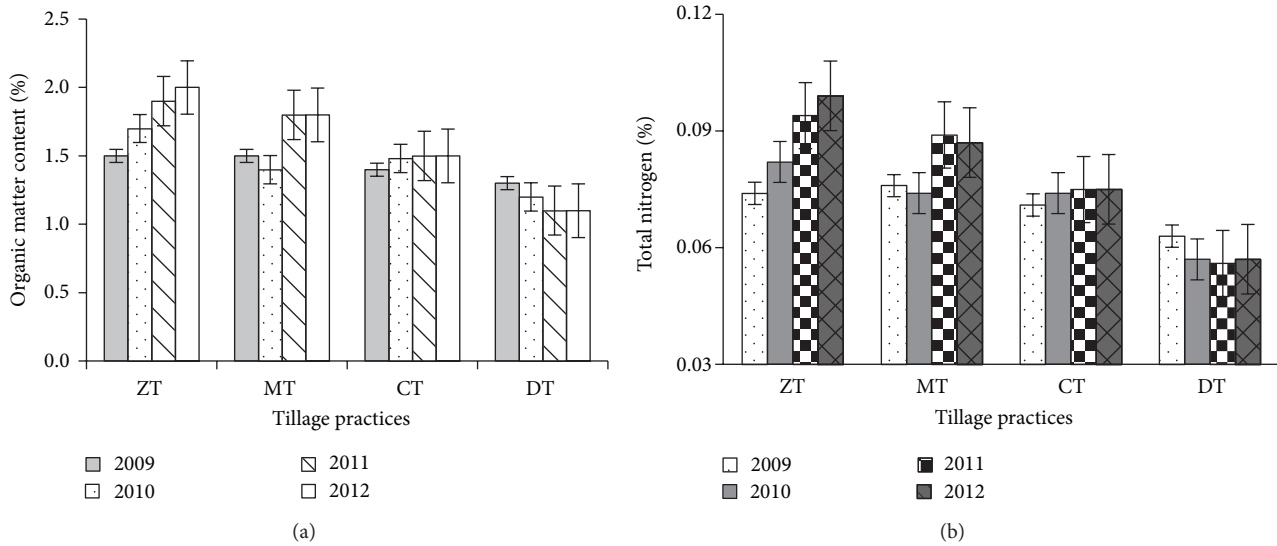 2.5
2.0
1.5
1.0
0.5
0.0
Organic matter content (%)
ZT MT CT DT
Tillage practices
2009 2011
2010 2012
(a)
0.12
0.09
0.06
0.03
Total nitrogen (%)
ZT MT CT DT
Tillage practices
2009 2011
2010 2012
(b)